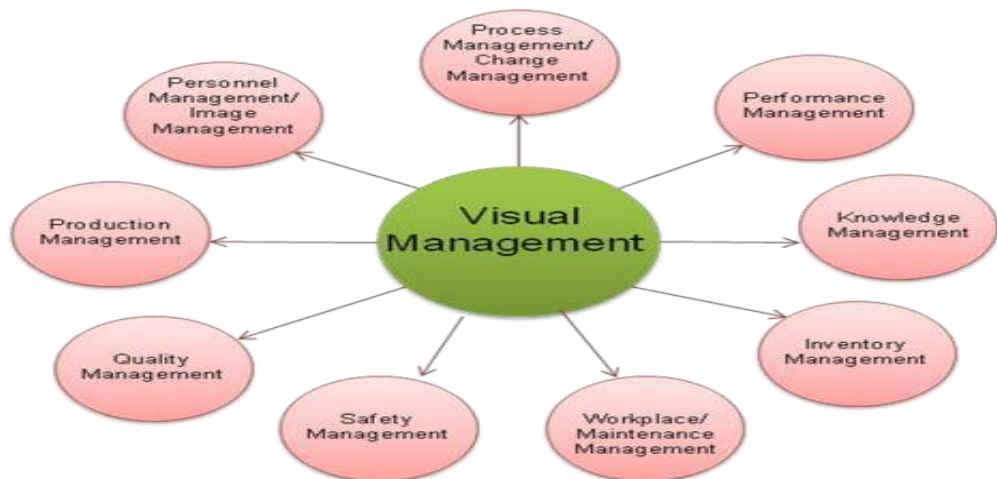 Process
Management/
Change
Management
Personnel
Management/
Image
Management
Performance
Management
Visual
Management
Production
Management
Knowledge
Management
Quality
Management
Inventory
Management
Safety
Management
Workplace/
Maintenance
Management